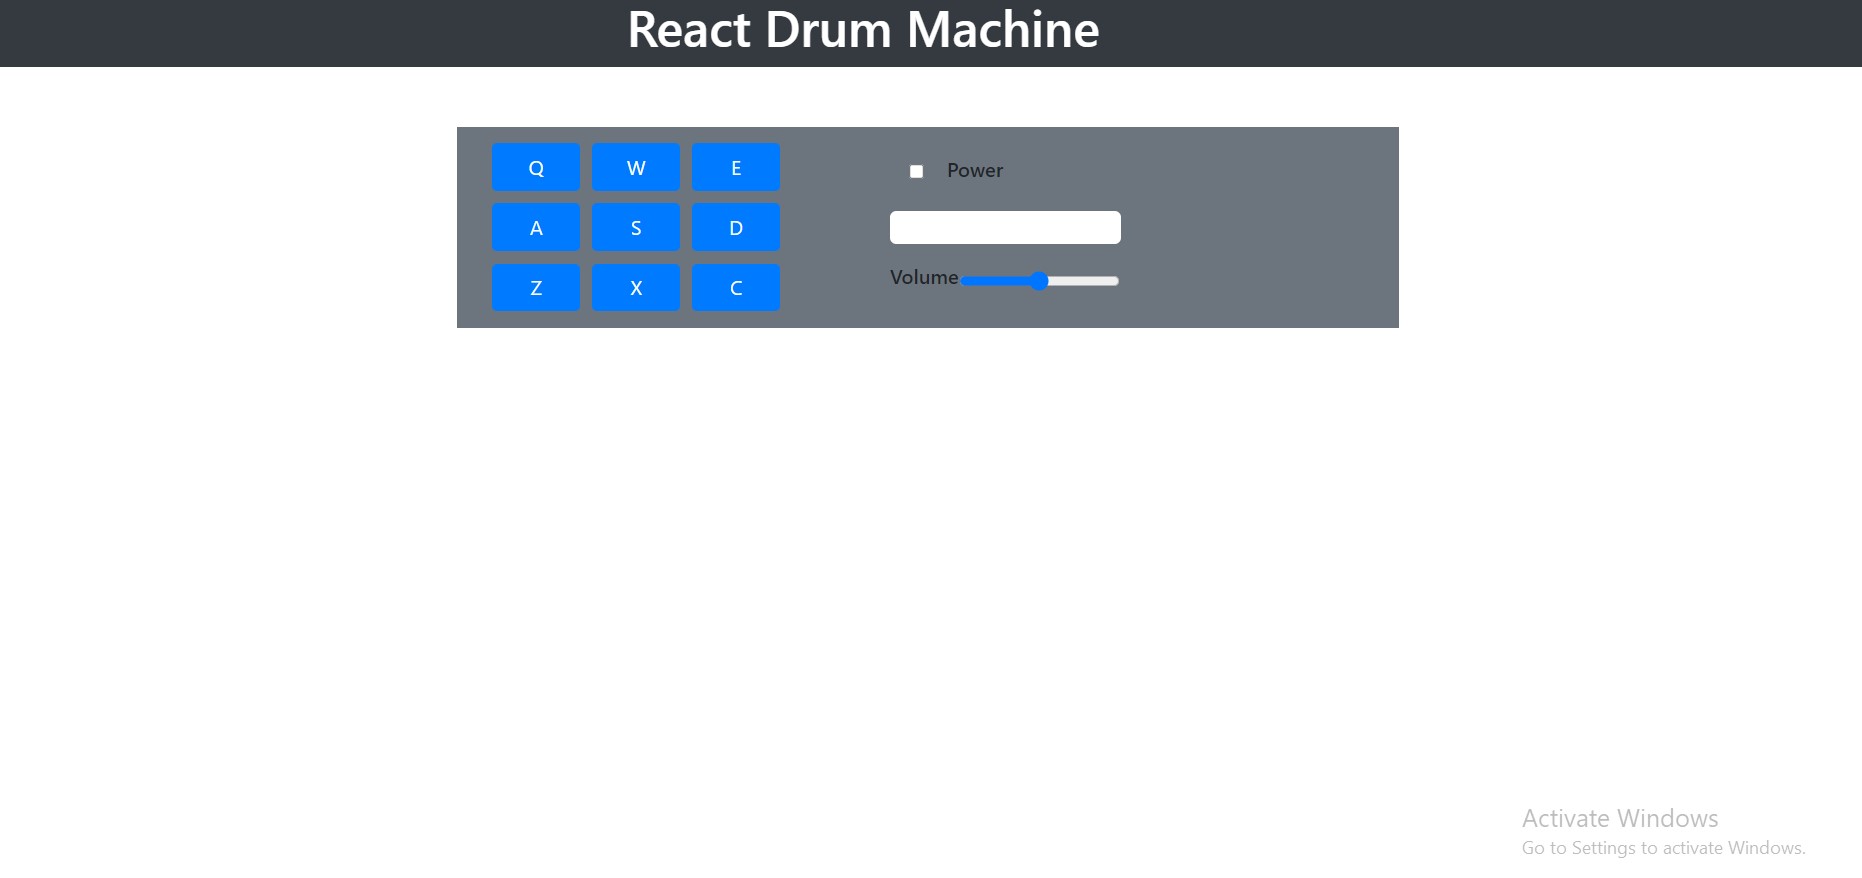 React Drum Machine
Q W E
Power
A S D
Volume
Z X C
Activate Windows
Go to Settings to activate Windows.